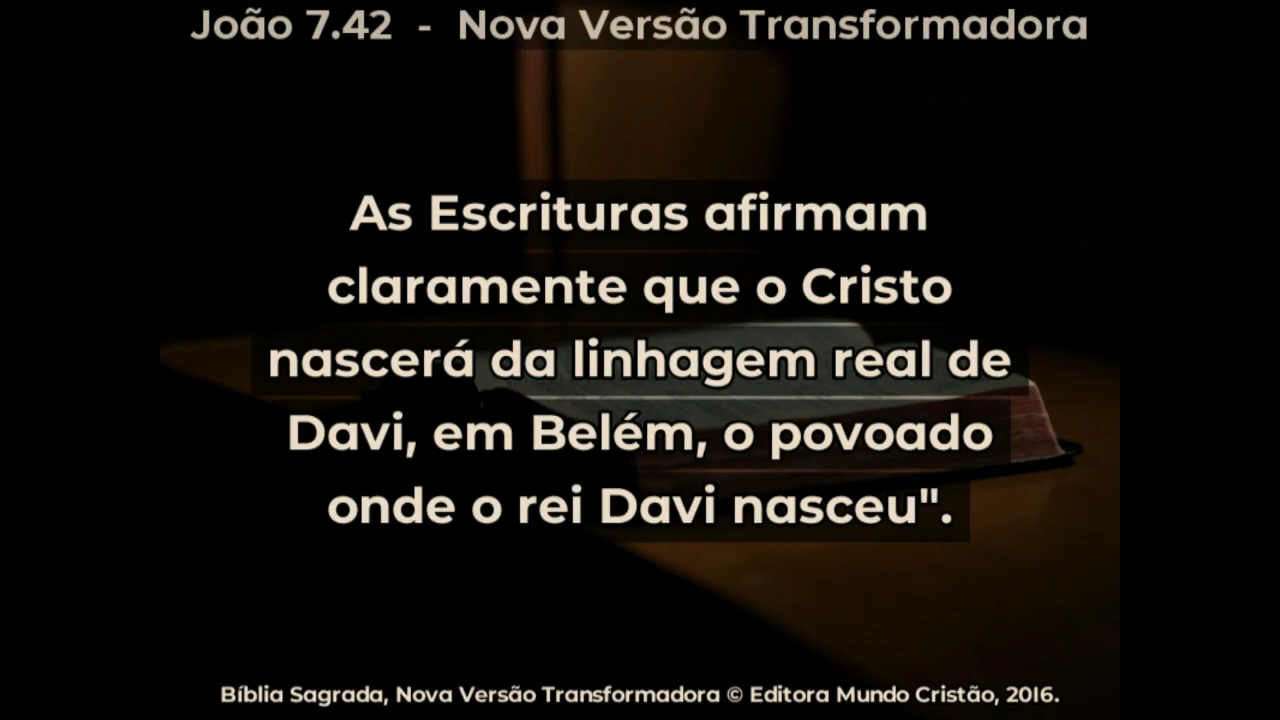 João 7.42 - Nova Versão Transformadora
As Escrituras afirmam
claramente que o Cristo
nascerá da linhagem real de
Davi, em Belém, o povoado
onde o rei Davi nasceu".
Bíblia Sagrada, Nova Versão Transformadora © Editora Mundo Cristão, 2016.